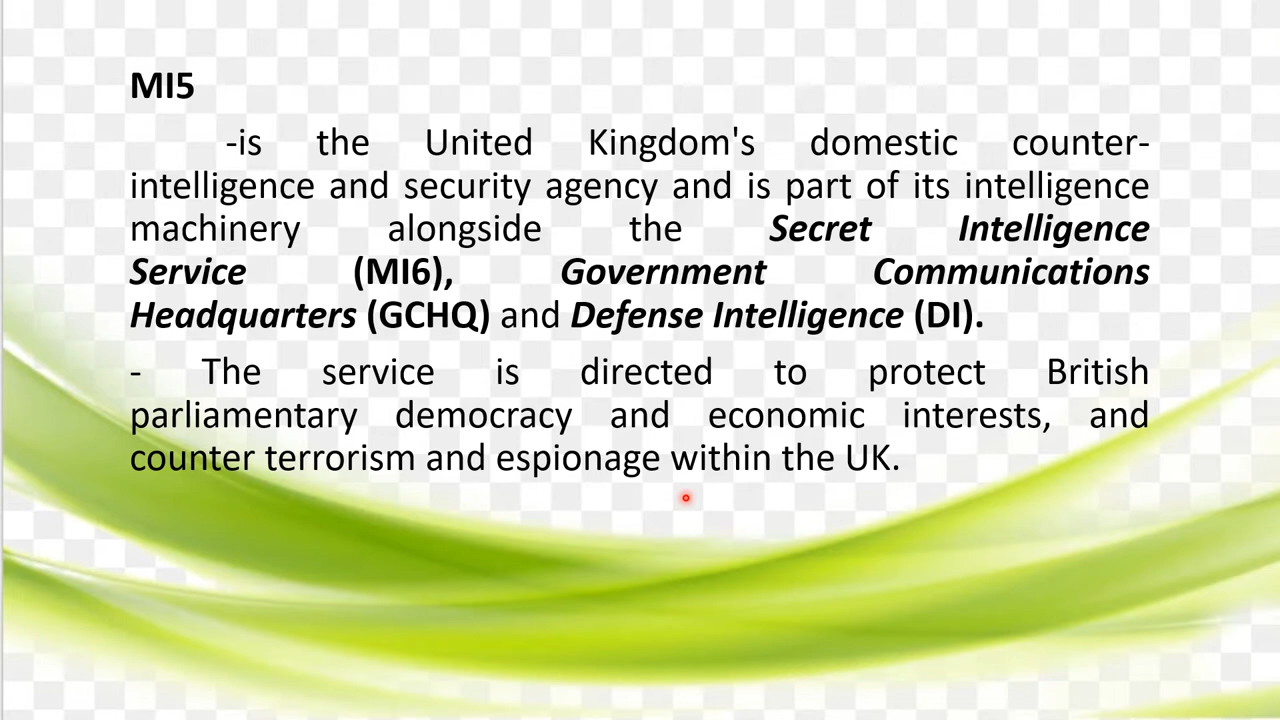 MI5
-is the United Kingdom's domestic counter-
intelligence and security agency and is part of its intelligence
machinery alongside the Secret Intelligence
Service (MI6), Government Communications
Headquarters (GCHQ) and Defense Intelligence (DI).
- The service is directed to protect British
parliamentary democracy and economic interests, and
counter terrorism and espionage within the UK.